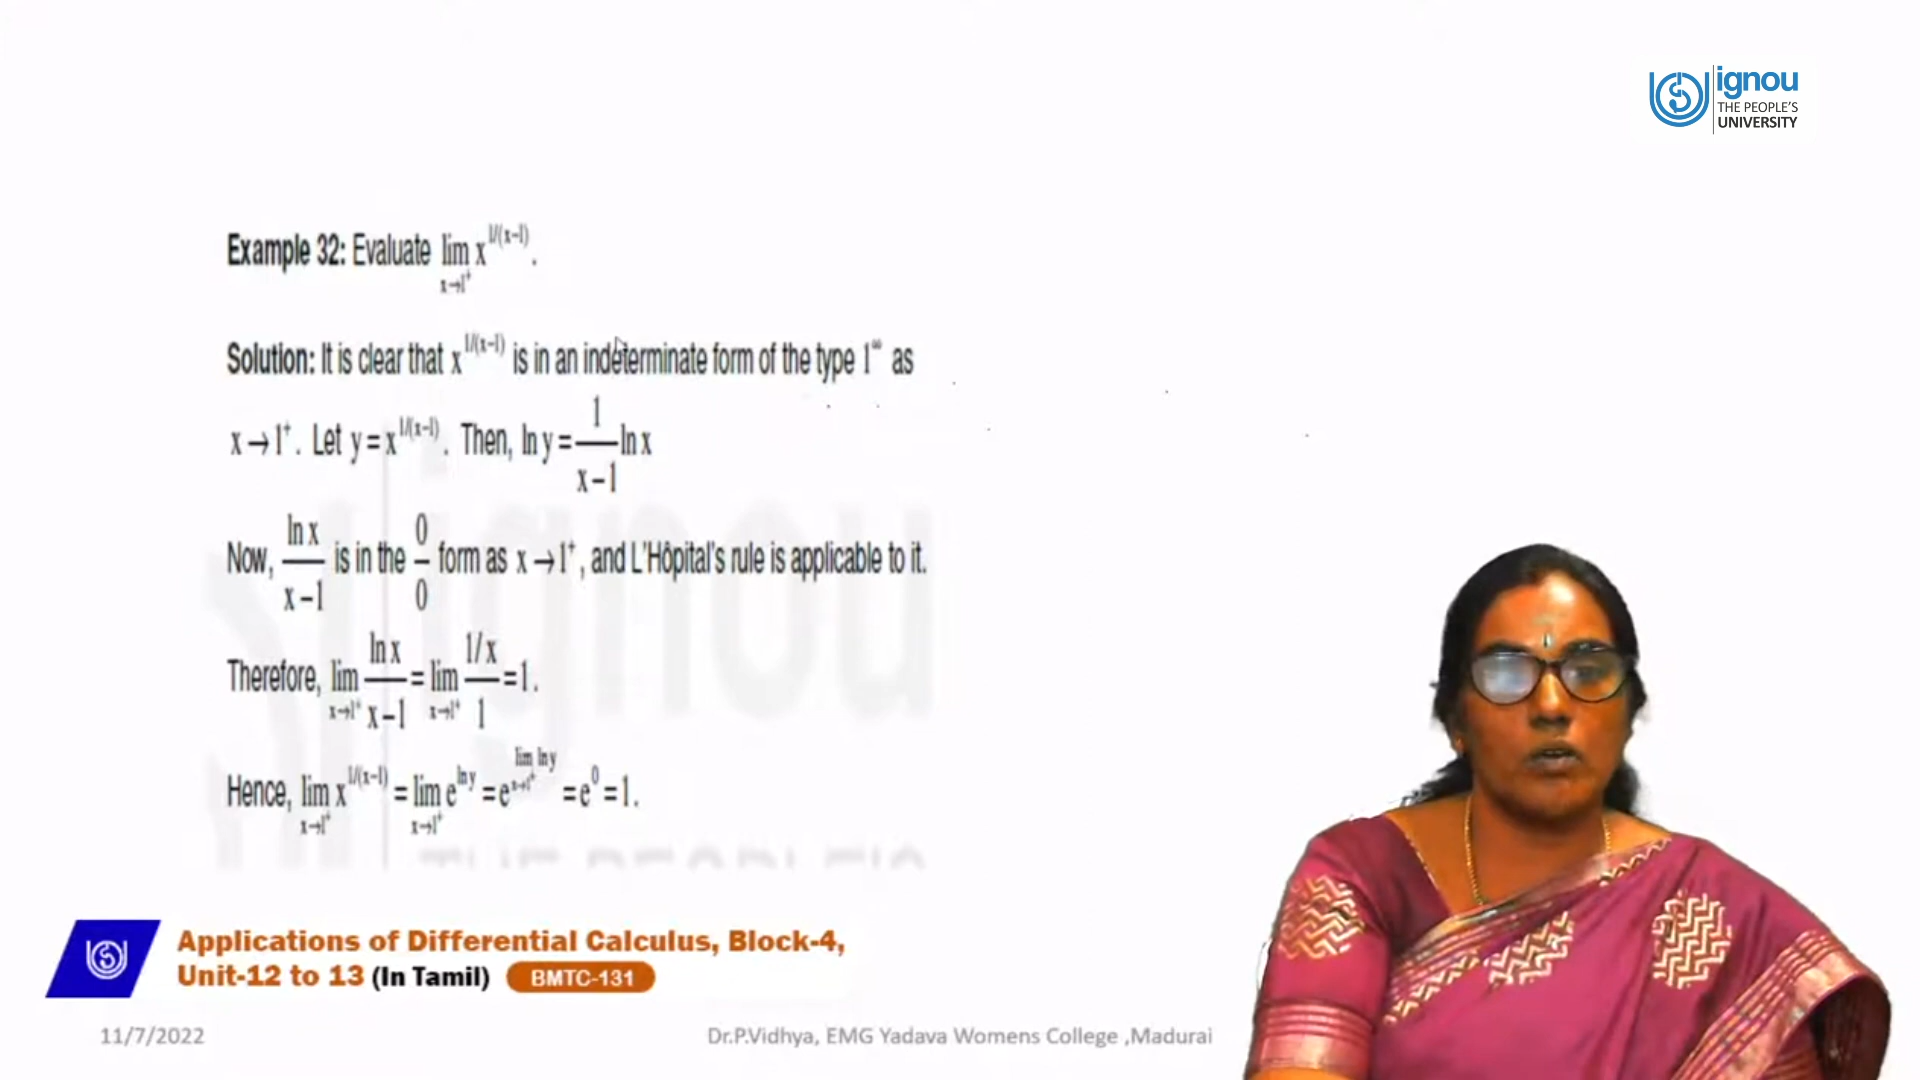 ignou
THE PEOPLE'S
UNIVERSITY
Example 32: Evaluate lim x→1⁺ x^(1/(x−1)).
Solution: It is clear that x^(1/(x−1)) is in an indeterminate form of the type 1^∞ as
x→1⁺. Let y = x^(1/(x−1)). Then, ln y = 1/(x−1) ln x
Now, ln x/(x−1) is in the 0/0 form as x→1⁺, and L'Hôpital's rule is applicable to it.
Therefore, lim x→1⁺ ln x/(x−1) = lim x→1⁺ (1/x)/1 = 1.
Hence, lim x→1⁺ x^(1/(x−1)) = lim x→1⁺ e^(ln y) = e^(lim x→1⁺ ln y) = e^0 = 1.
Applications of Differential Calculus, Block-4,
Unit-12 to 13 (In Tamil) BMTC-131
11/7/2022 Dr.P.Vidhya, EMG Yadava Womens College ,Madurai